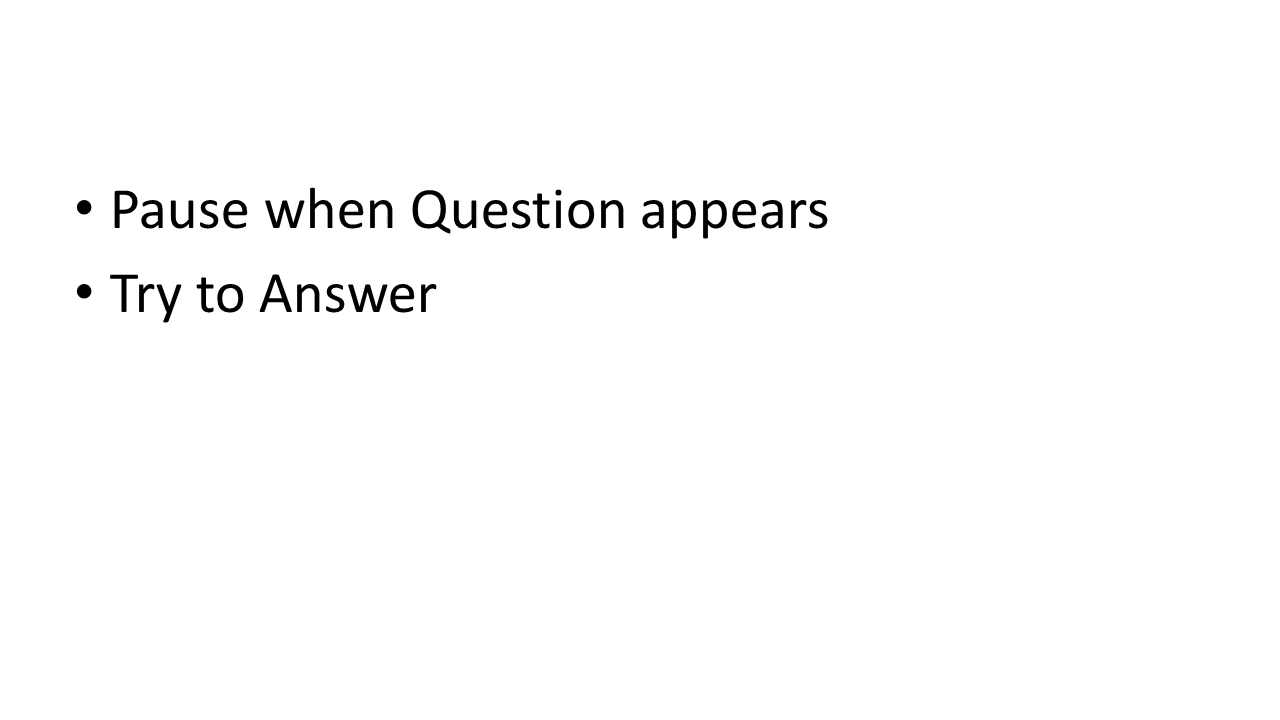 • Pause when Question appears
• Try to Answer